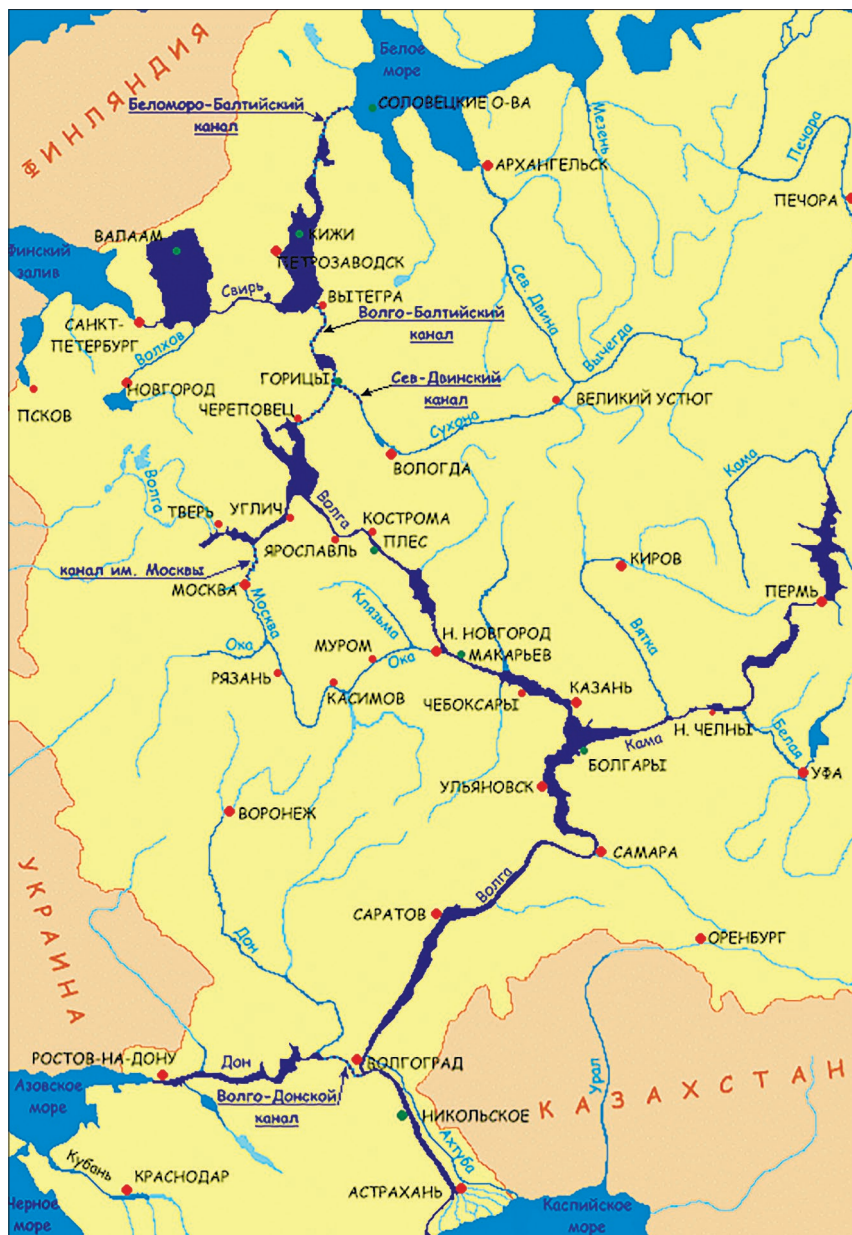 ФИНЛЯНДИЯ
Белое
море
Беломоро-Балтийский
канал
СОЛОВЕЦКИЕ О-ВА
Мезень
Печора
АРХАНГЕЛЬСК
ПЕЧОРА
Финский
залив
ВАЛААМ
КИЖИ
ПЕТРОЗАВОДСК
Свирь
ВЫТЕГРА
Сев. Двина
САНКТ-
ПЕТЕРБУРГ
Волхов
Волго-Балтийский
канал
Вычегда
НОВГОРОД
ПСКОВ
ГОРИЦЫ
Сев-Двинский
канал
ВЕЛИКИЙ УСТЮГ
ЧЕРЕПОВЕЦ
Сухона
ВОЛОГДА
Кама
Волга
ТВЕРЬ
УГЛИЧ
Волга
КОСТРОМА
ПЛЕС
ЯРОСЛАВЛЬ
канал им. Москвы
МОСКВА
КИРОВ
ПЕРМЬ
Москва
Клязьма
Вятка
Ока
МУРОМ
Ока
Н. НОВГОРОД
МАКАРЬЕВ
РЯЗАНЬ
КАСИМОВ
ЧЕБОКСАРЫ
КАЗАНЬ
Кама
Н. ЧЕЛНЫ
Белая
БОЛГАРЫ
УЛЬЯНОВСК
УФА
ВОРОНЕЖ
САМАРА
УКРАИНА
Волга
САРАТОВ
Дон
ОРЕНБУРГ
РОСТОВ-НА-ДОНУ
Дон
ВОЛГОГРАД
Азовское
море
Волго-Донской
канал
Урал
КАЗАХСТАН
НИКОЛЬСКОЕ
Ахтуба
Кубань
КРАСНОДАР
АСТРАХАНЬ
Черное
море
Каспийское
море